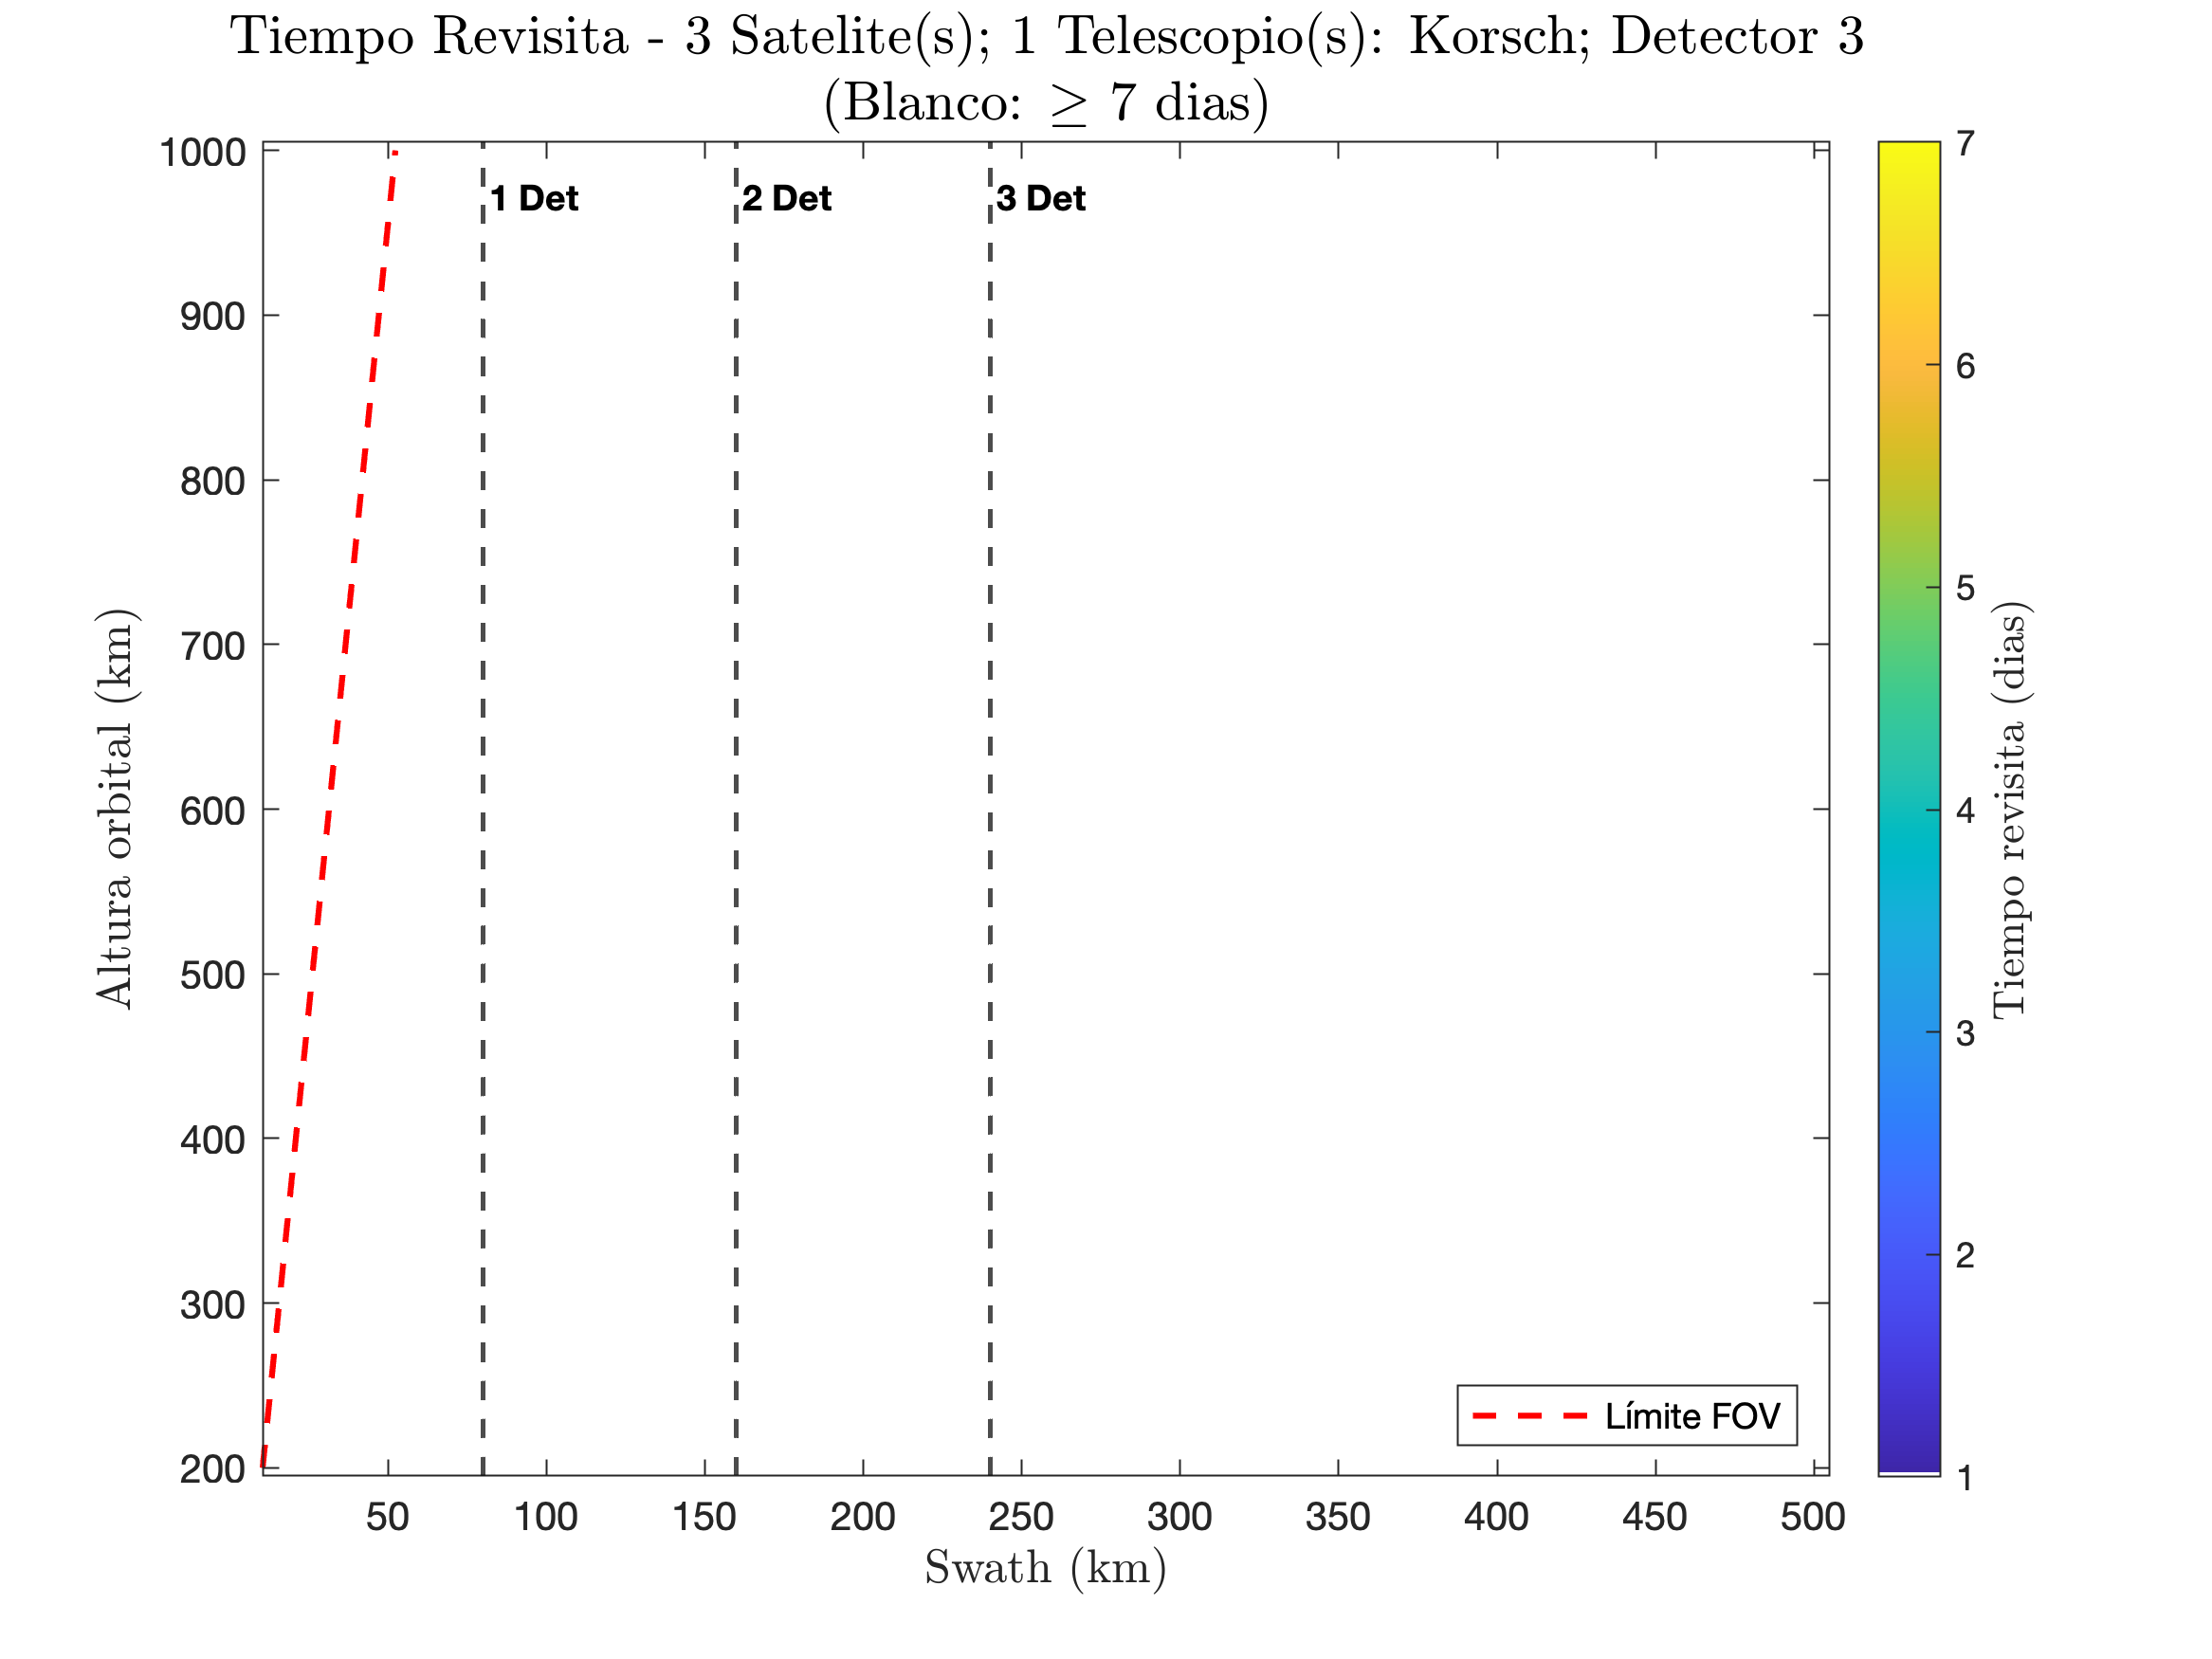 Tiempo Revisita - 3 Satelite(s); 1 Telescopio(s): Korsch; Detector 3
(Blanco: ≥ 7 dias)
1000
900
800
700
600
500
400
300
200
Altura orbital (km)
1 Det
2 Det
3 Det
Límite FOV
50
100
150
200
250
300
350
400
450
500
Swath (km)
7
6
5
4
3
2
1
Tiempo revisita (dias)